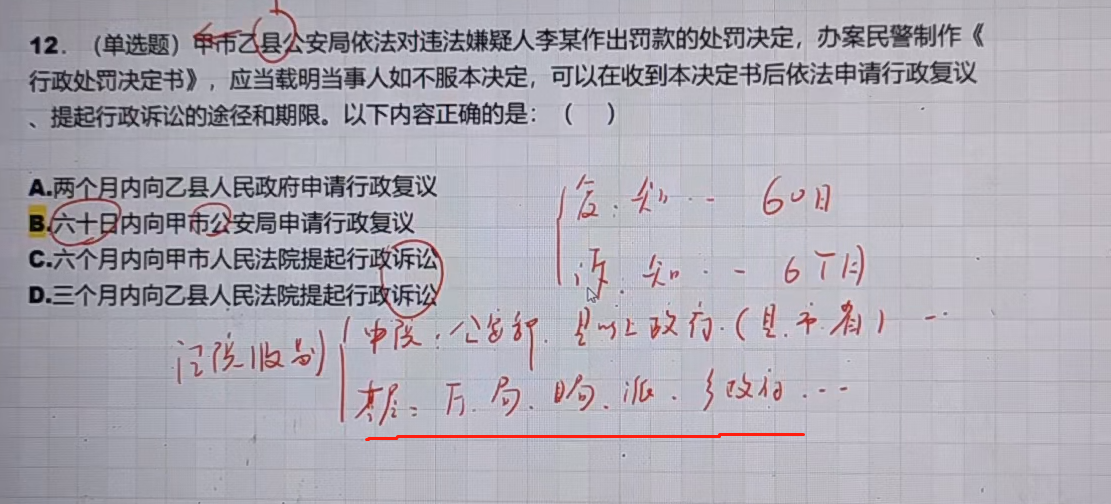 12. （单选题）甲市乙县公安局依法对违法嫌疑人李某作出罚款的处罚决定，办案民警制作《
行政处罚决定书》，应当载明当事人如不服本决定，可以在收到本决定书后依法申请行政复议
、提起行政诉讼的途径和期限。以下内容正确的是：（ ）
A.两个月内向乙县人民政府申请行政复议
B.六十日内向甲市公安局申请行政复议
C.六个月内向甲市人民法院提起行政诉讼
D.三个月内向乙县人民法院提起行政诉讼
复：知·· 60日
诉：知·· - 6个月
法院级别
中院：公安部．县以上政府．（县．市．省） ··
基层：厅．局．派．乡政府．··